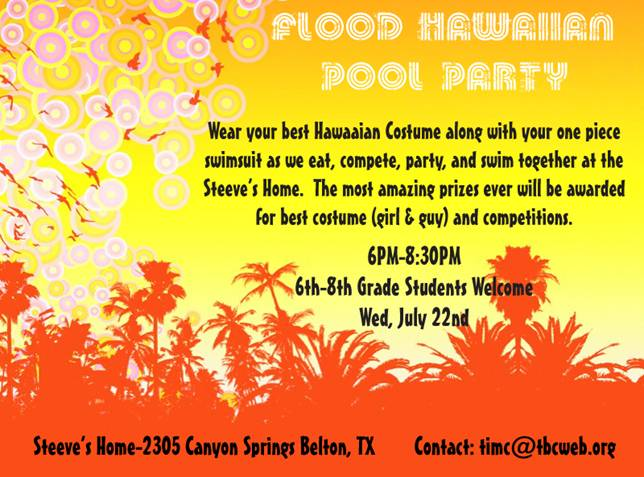 FLOOD HAWAIIAN
POOL PARTY
Wear your best Hawaaian Costume along with your one piece
swimsuit as we eat, compete, party, and swim together at the
Steeve's Home. The most amazing prizes ever will be awarded
for best costume (girl & guy) and competitions.
6PM-8:30PM
6th-8th Grade Students Welcome
Wed, July 22nd
Steeve's Home-2305 Canyon Springs Belton, TX Contact: timc@tbcweb.org